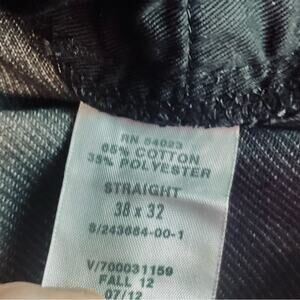 RN 54023
65% COTTON
35% POLYESTER
STRAIGHT
38 x 32
S/243664-00-1
V/700031159
FALL 12
07/12